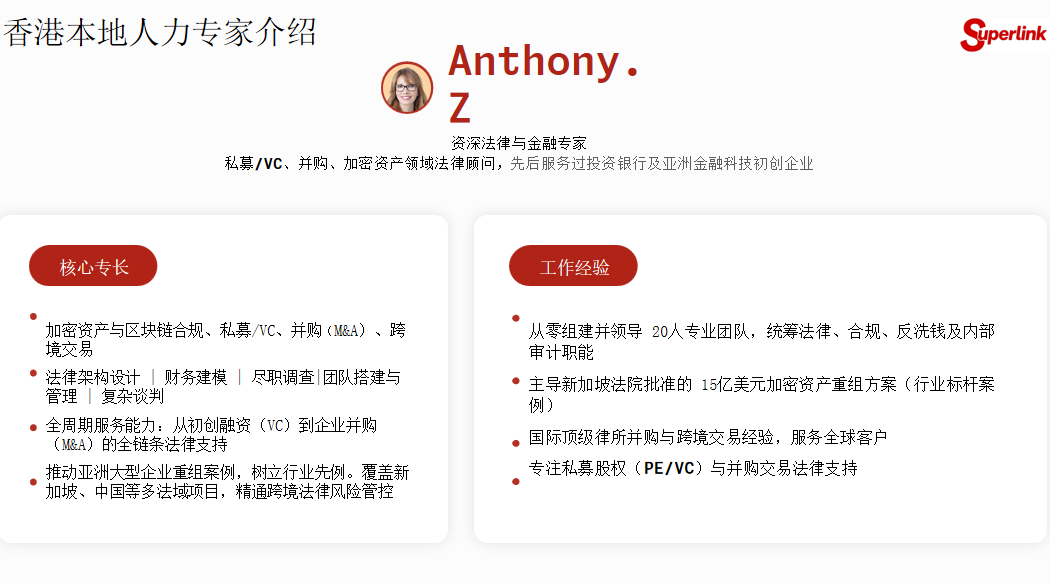 香港本地人力专家介绍
Superlink
Anthony.
Z
资深法律与金融专家
私募/VC、并购、加密资产领域法律顾问，先后服务过投资银行及亚洲金融科技初创企业
核心专长
加密资产与区块链合规、私募/VC、并购（M&A）、跨
境交易
法律架构设计 | 财务建模 | 尽职调查|团队搭建与
管理 | 复杂谈判
全周期服务能力：从初创融资（VC）到企业并购
（M&A）的全链条法律支持
推动亚洲大型企业重组案例，树立行业先例。覆盖新
加坡、中国等多法域项目，精通跨境法律风险管控
工作经验
从零组建并领导 20人专业团队，统筹法律、合规、反洗钱及内部
审计职能
主导新加坡法院批准的 15亿美元加密资产重组方案（行业标杆案
例）
国际顶级律所并购与跨境交易经验，服务全球客户
专注私募股权（PE/VC）与并购交易法律支持